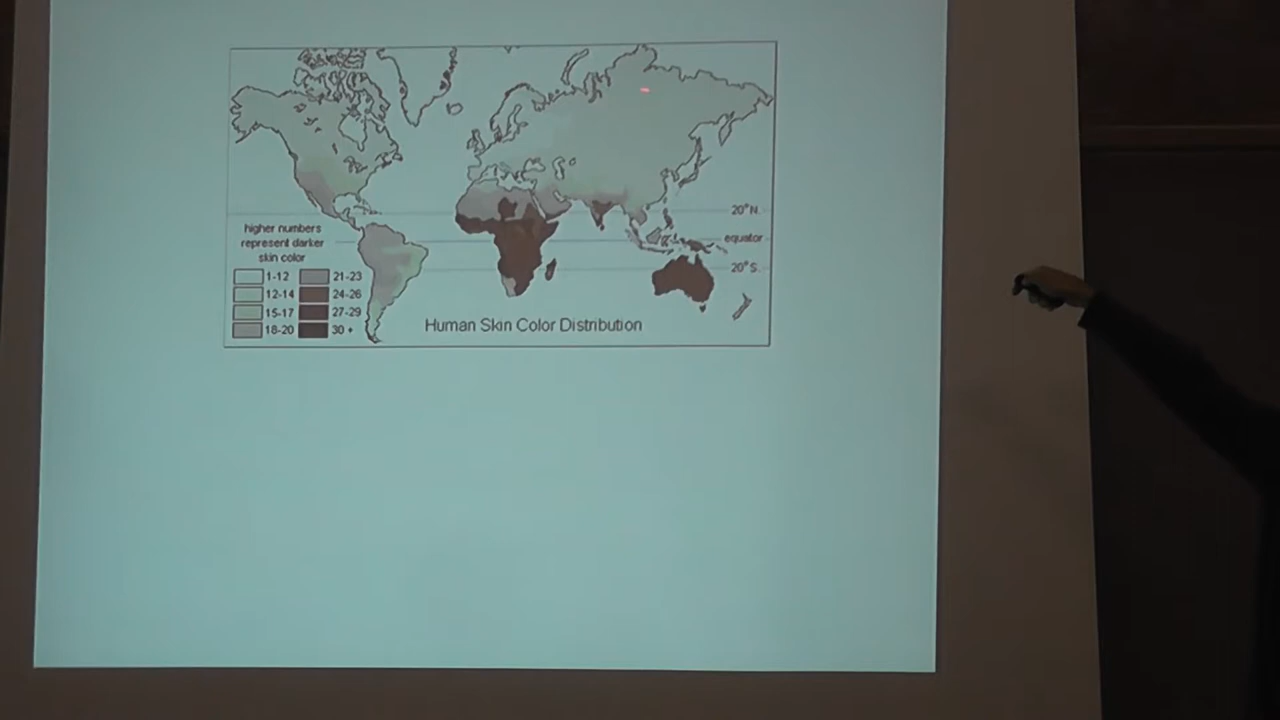 20°N
equator
20°S
higher numbers
represent darker
skin color
1-12 21-23
12-14 24-26
15-17 27-29
18-20 30 +
Human Skin Color Distribution